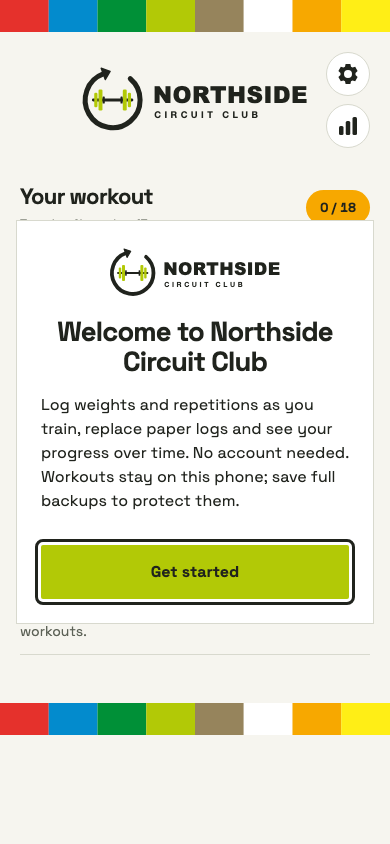 NORTHSIDE
CIRCUIT CLUB
Your workout
0 / 18
NORTHSIDE
CIRCUIT CLUB
Welcome to Northside
Circuit Club
Log weights and repetitions as you
train, replace paper logs and see your
progress over time. No account needed.
Workouts stay on this phone; save full
backups to protect them.
Get started
workouts.